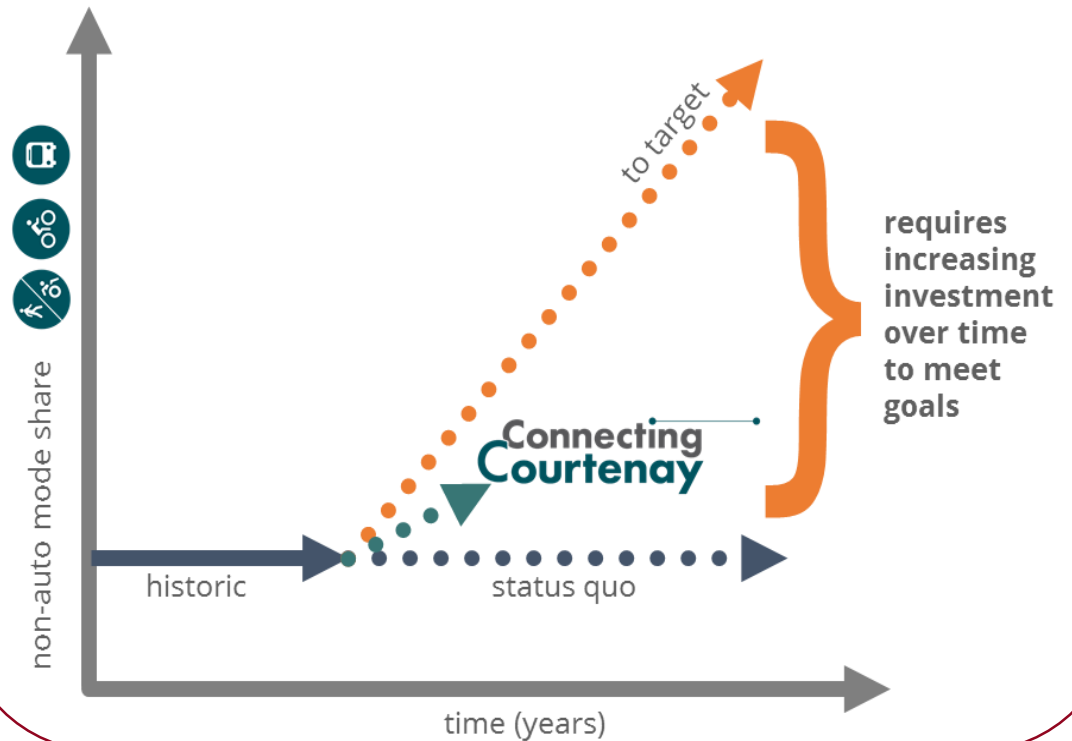 to target
requires
increasing
investment
over time
to meet
goals
Connecting
Courtenay
historic
status quo
non-auto mode share
time (years)